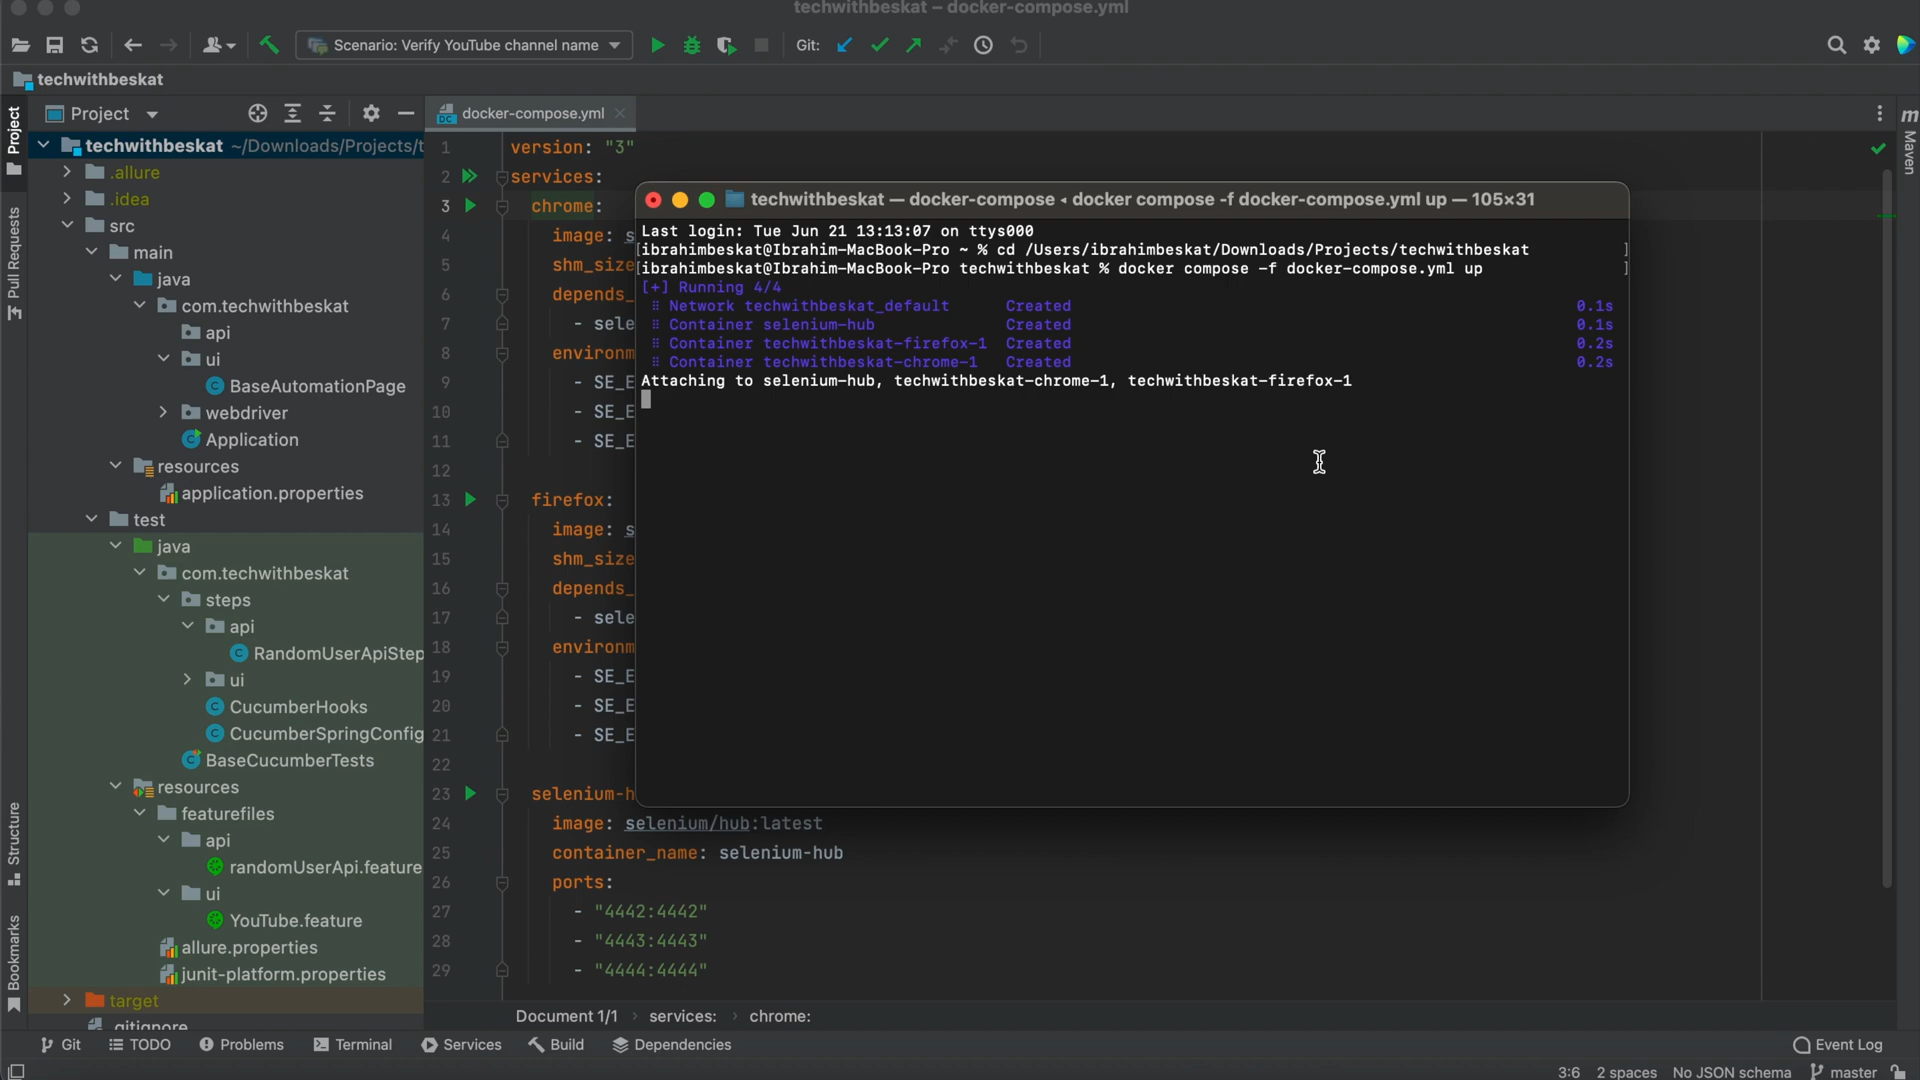 techwithbeskat – docker-compose.yml
Scenario: Verify YouTube channel name
Git:
techwithbeskat
Project
docker-compose.yml
Project
Pull Requests
Structure
Bookmarks
Maven
techwithbeskat ~/Downloads/Projects/t
.allure
.idea
src
main
java
com.techwithbeskat
api
ui
BaseAutomationPage
webdriver
Application
resources
application.properties
test
java
com.techwithbeskat
steps
api
RandomUserApiStep
ui
CucumberHooks
CucumberSpringConfig
BaseCucumberTests
resources
featurefiles
api
randomUserApi.feature
ui
YouTube.feature
allure.properties
junit-platform.properties
target
.gitignore
1 version: "3"
2 services:
3 chrome:
4 image: s
5 shm_size
6 depends_
7 - sele
8 environm
9 - SE_E
10 - SE_E
11 - SE_E
12
13 firefox:
14 image: s
15 shm_size
16 depends_
17 - sele
18 environm
19 - SE_E
20 - SE_E
21 - SE_E
22
23 selenium-h
24 image: selenium/hub:latest
25 container_name: selenium-hub
26 ports:
27 - "4442:4442"
28 - "4443:4443"
29 - "4444:4444"
techwithbeskat — docker-compose ◂ docker compose -f docker-compose.yml up — 105×31
Last login: Tue Jun 21 13:13:07 on ttys000
[ibrahimbeskat@Ibrahim-MacBook-Pro ~ % cd /Users/ibrahimbeskat/Downloads/Projects/techwithbeskat ]
[ibrahimbeskat@Ibrahim-MacBook-Pro techwithbeskat % docker compose -f docker-compose.yml up ]
[+] Running 4/4
⠿ Network techwithbeskat_default Created 0.1s
⠿ Container selenium-hub Created 0.1s
⠿ Container techwithbeskat-firefox-1 Created 0.2s
⠿ Container techwithbeskat-chrome-1 Created 0.2s
Attaching to selenium-hub, techwithbeskat-chrome-1, techwithbeskat-firefox-1
Document 1/1 › services: › chrome:
Git TODO Problems Terminal Services Build Dependencies Event Log
3:6 2 spaces No JSON schema master